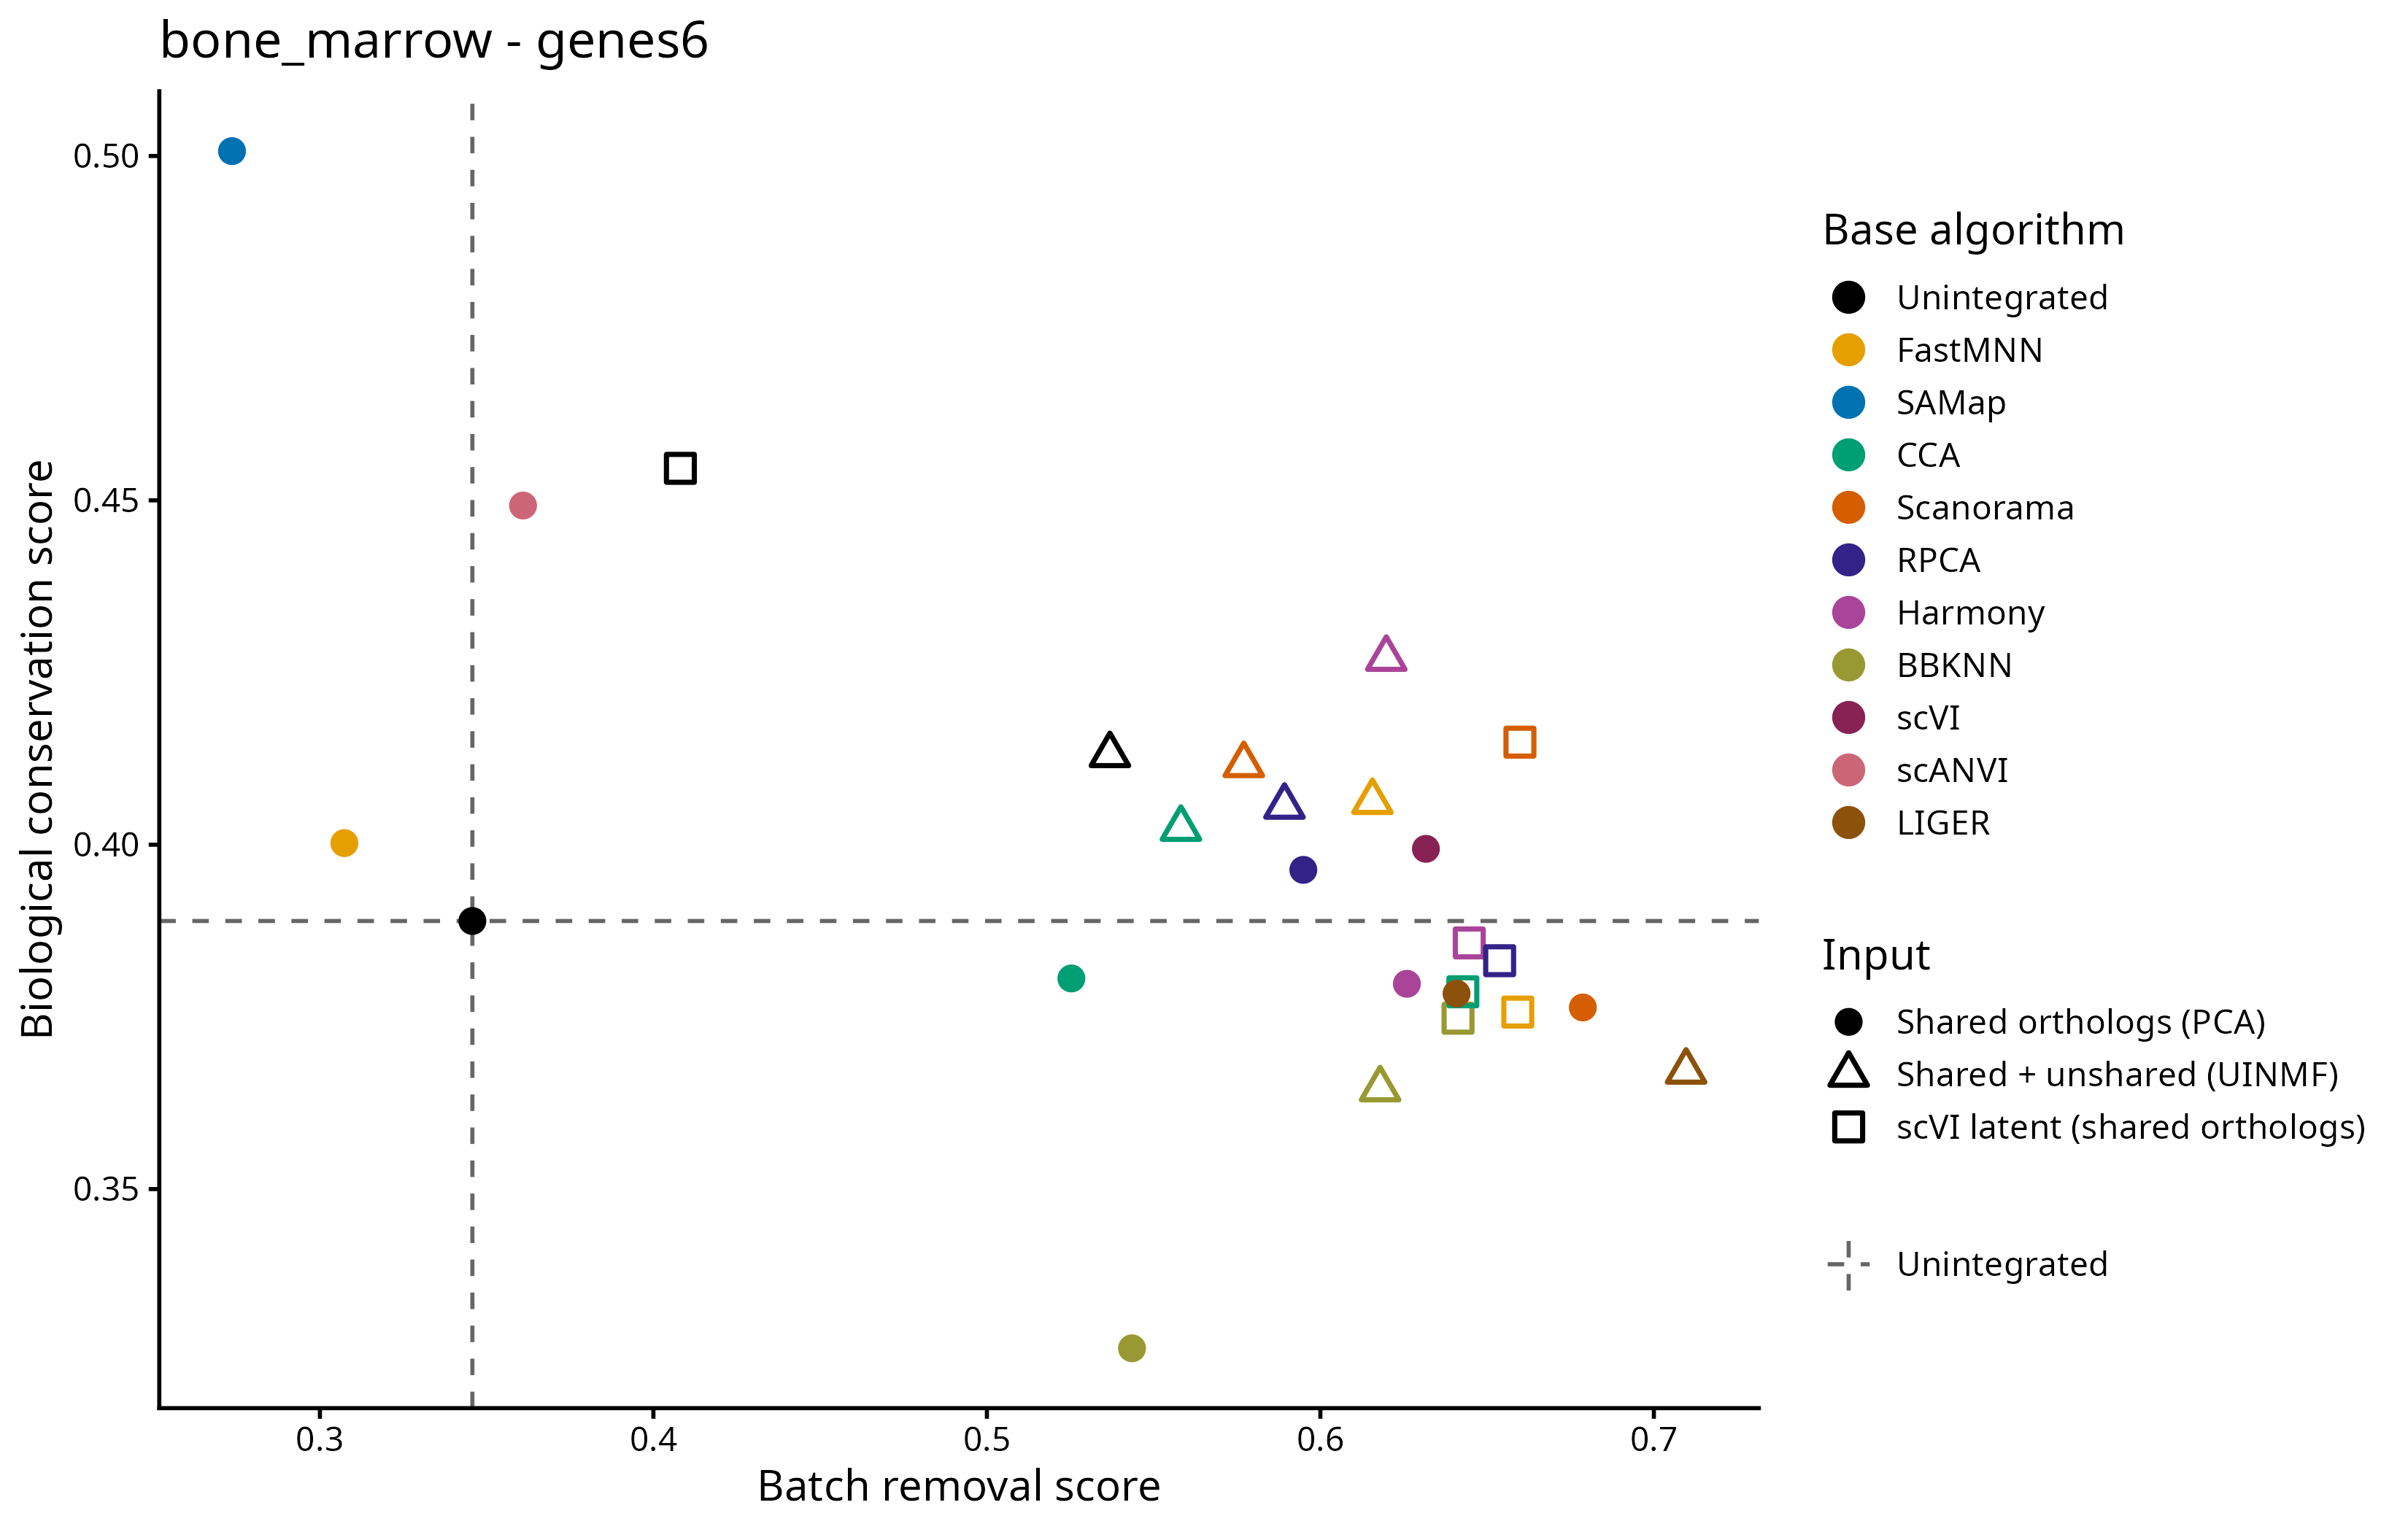 bone_marrow - genes6
Biological conservation score
0.50
0.45
0.40
0.35
0.3
0.4
0.5
0.6
0.7
Batch removal score
Base algorithm
Unintegrated
FastMNN
SAMap
CCA
Scanorama
RPCA
Harmony
BBKNN
scVI
scANVI
LIGER
Input
Shared orthologs (PCA)
Shared + unshared (UINMF)
scVI latent (shared orthologs)
Unintegrated